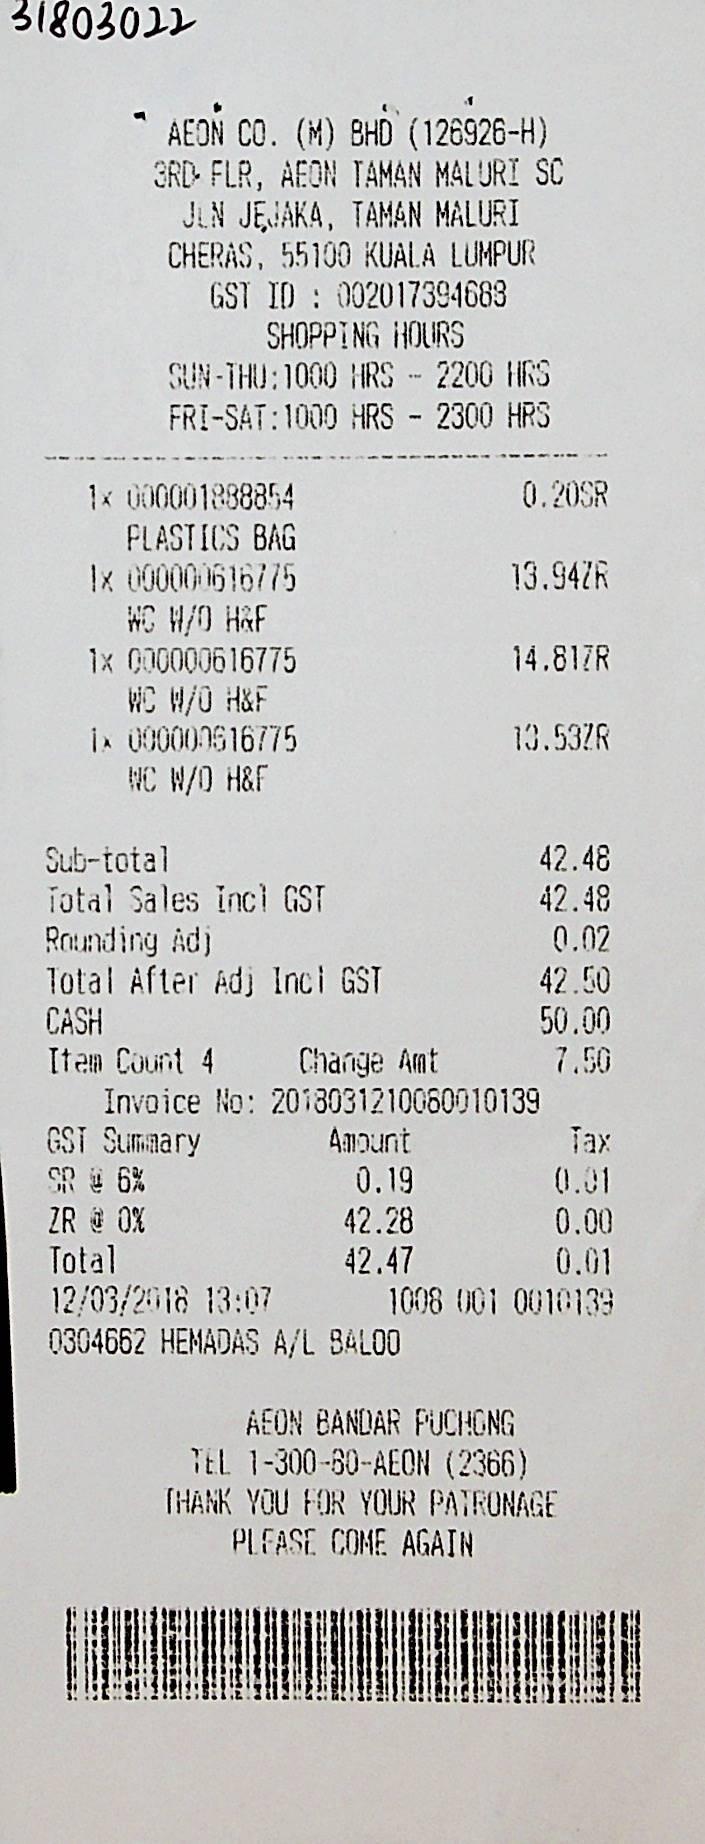 31803022
AEON CO. (M) BHD (126926-H)
3RD FLR, AEON TAMAN MALURI SC
JLN JEJAKA, TAMAN MALURI
CHERAS, 55100 KUALA LUMPUR
GST ID : 002017394688
SHOPPING HOURS
SUN-THU:1000 HRS - 2200 HRS
FRI-SAT:1000 HRS - 2300 HRS
1x 000001888854 0.20SR
PLASTICS BAG
1x 000000616775 13.94ZR
WC W/O H&F
1x 000000616775 14.81ZR
WC W/O H&F
1x 000000616775 13.53ZR
WC W/O H&F
Sub-total 42.48
Total Sales Incl GST 42.48
Rounding Adj 0.02
Total After Adj Incl GST 42.50
CASH 50.00
Item Count 4 Change Amt 7.50
Invoice No: 2018031210080010139
GST Summary Amount Tax
SR @ 6% 0.19 0.01
ZR @ 0% 42.28 0.00
Total 42.47 0.01
12/03/2018 13:07 1008 001 0010139
0304662 HEMADAS A/L BALOO
AEON BANDAR PUCHONG
TEL 1-300-80-AEON (2366)
THANK YOU FOR YOUR PATRONAGE
PLEASE COME AGAIN